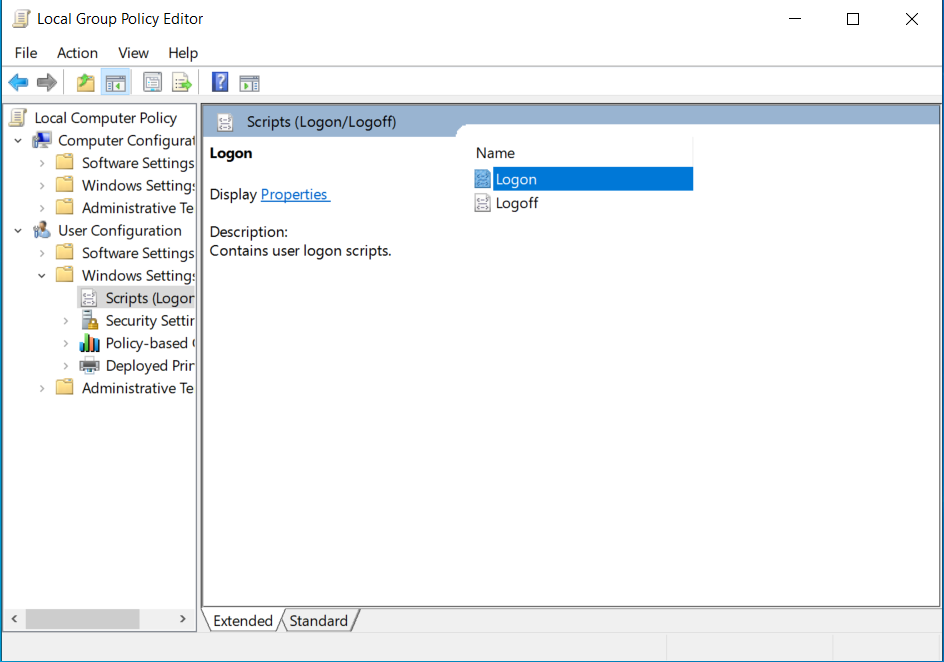 Local Group Policy Editor
File Action View Help
Local Computer Policy
Computer Configurat
Software Settings
Windows Settings
Administrative Te
User Configuration
Software Settings
Windows Settings
Scripts (Logon
Security Settin
Policy-based
Deployed Prin
Administrative Te
Scripts (Logon/Logoff)
Logon
Display Properties
Description:
Contains user logon scripts.
Name
Logon
Logoff
Extended Standard